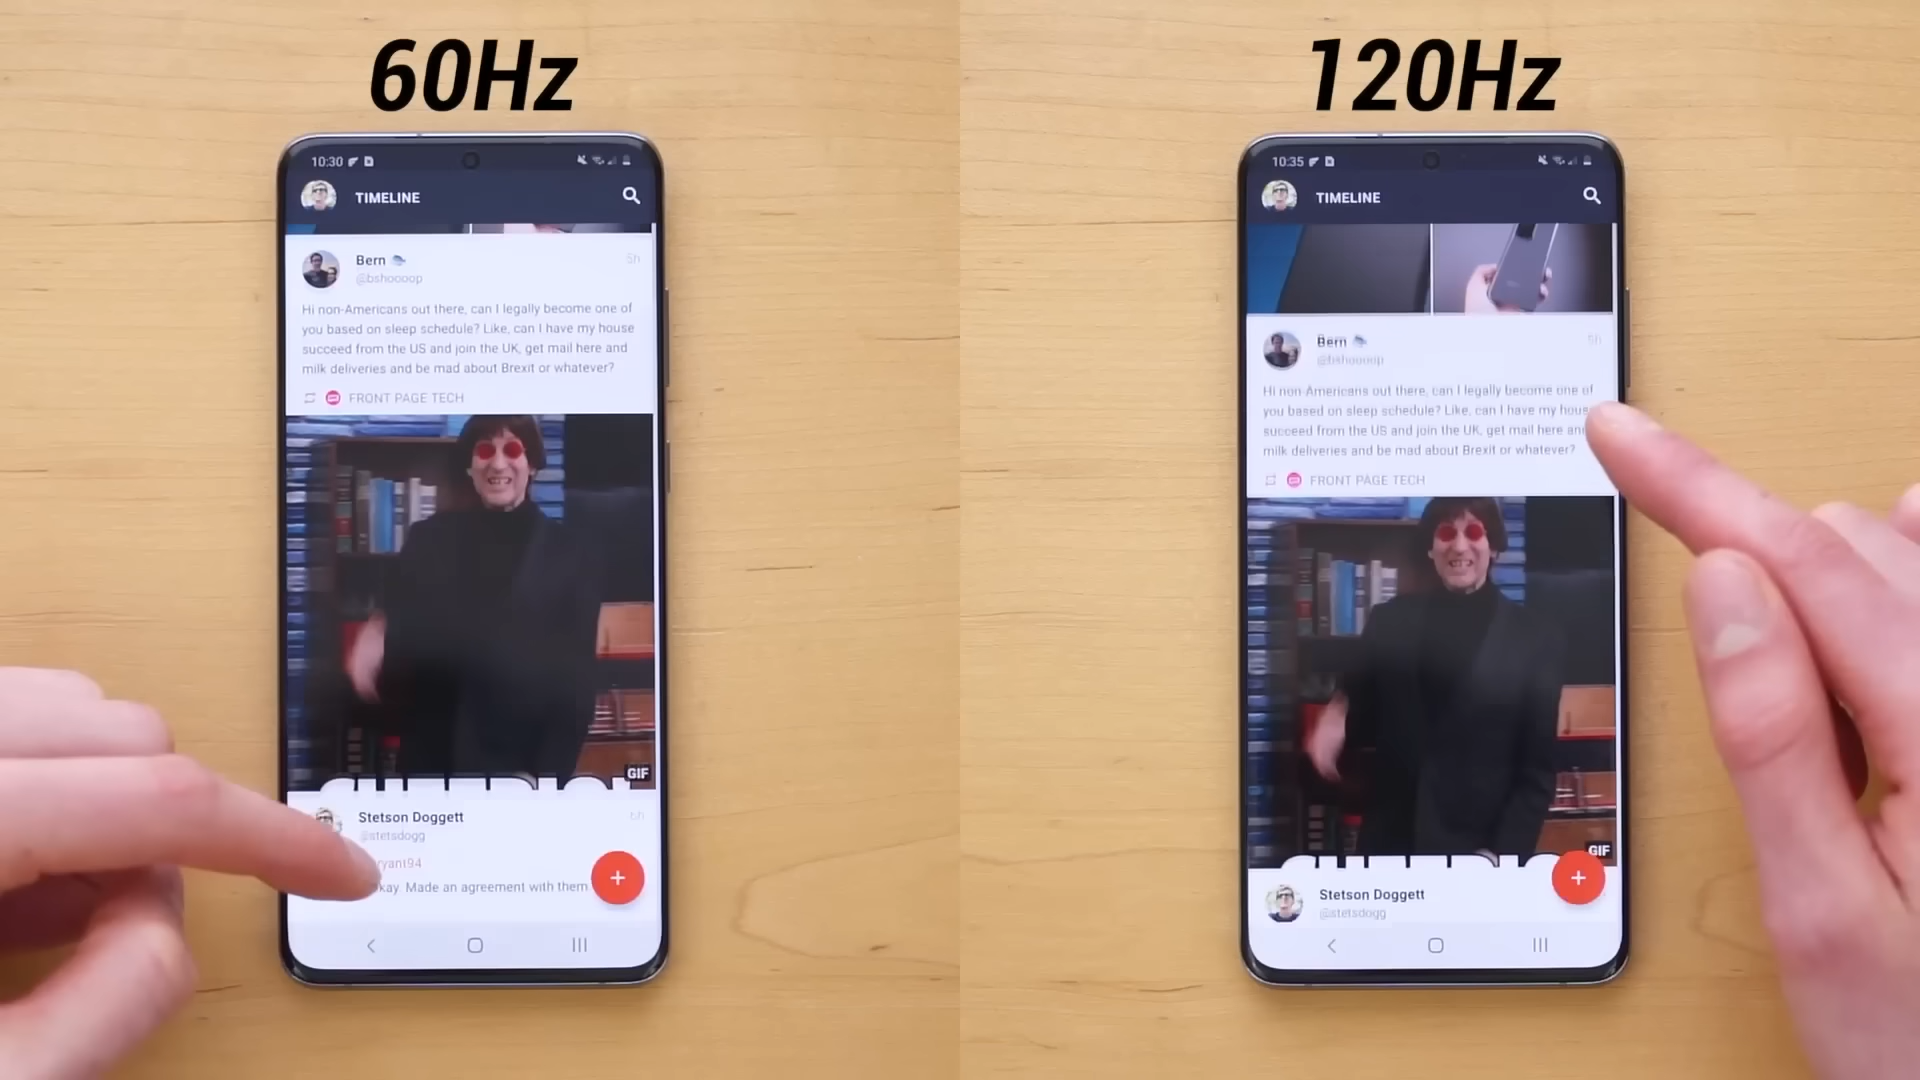 60Hz
10:30
TIMELINE
Bern
5h
@bshoooop
Hi non-Americans out there, can I legally become one of
you based on sleep schedule? Like, can I have my house
succeed from the US and join the UK, get mail here and
milk deliveries and be mad about Brexit or whatever?
FRONT PAGE TECH
GIF
Stetson Doggett
@stetsdogg
ryant94
kay. Made an agreement with them
120Hz
10:35
TIMELINE
Bern
5h
@bshoooop
Hi non-Americans out there, can I legally become one of
you based on sleep schedule? Like, can I have my hous
succeed from the US and join the UK, get mail here an
milk deliveries and be mad about Brexit or whatever?
FRONT PAGE TECH
GIF
Stetson Doggett
@stetsdogg